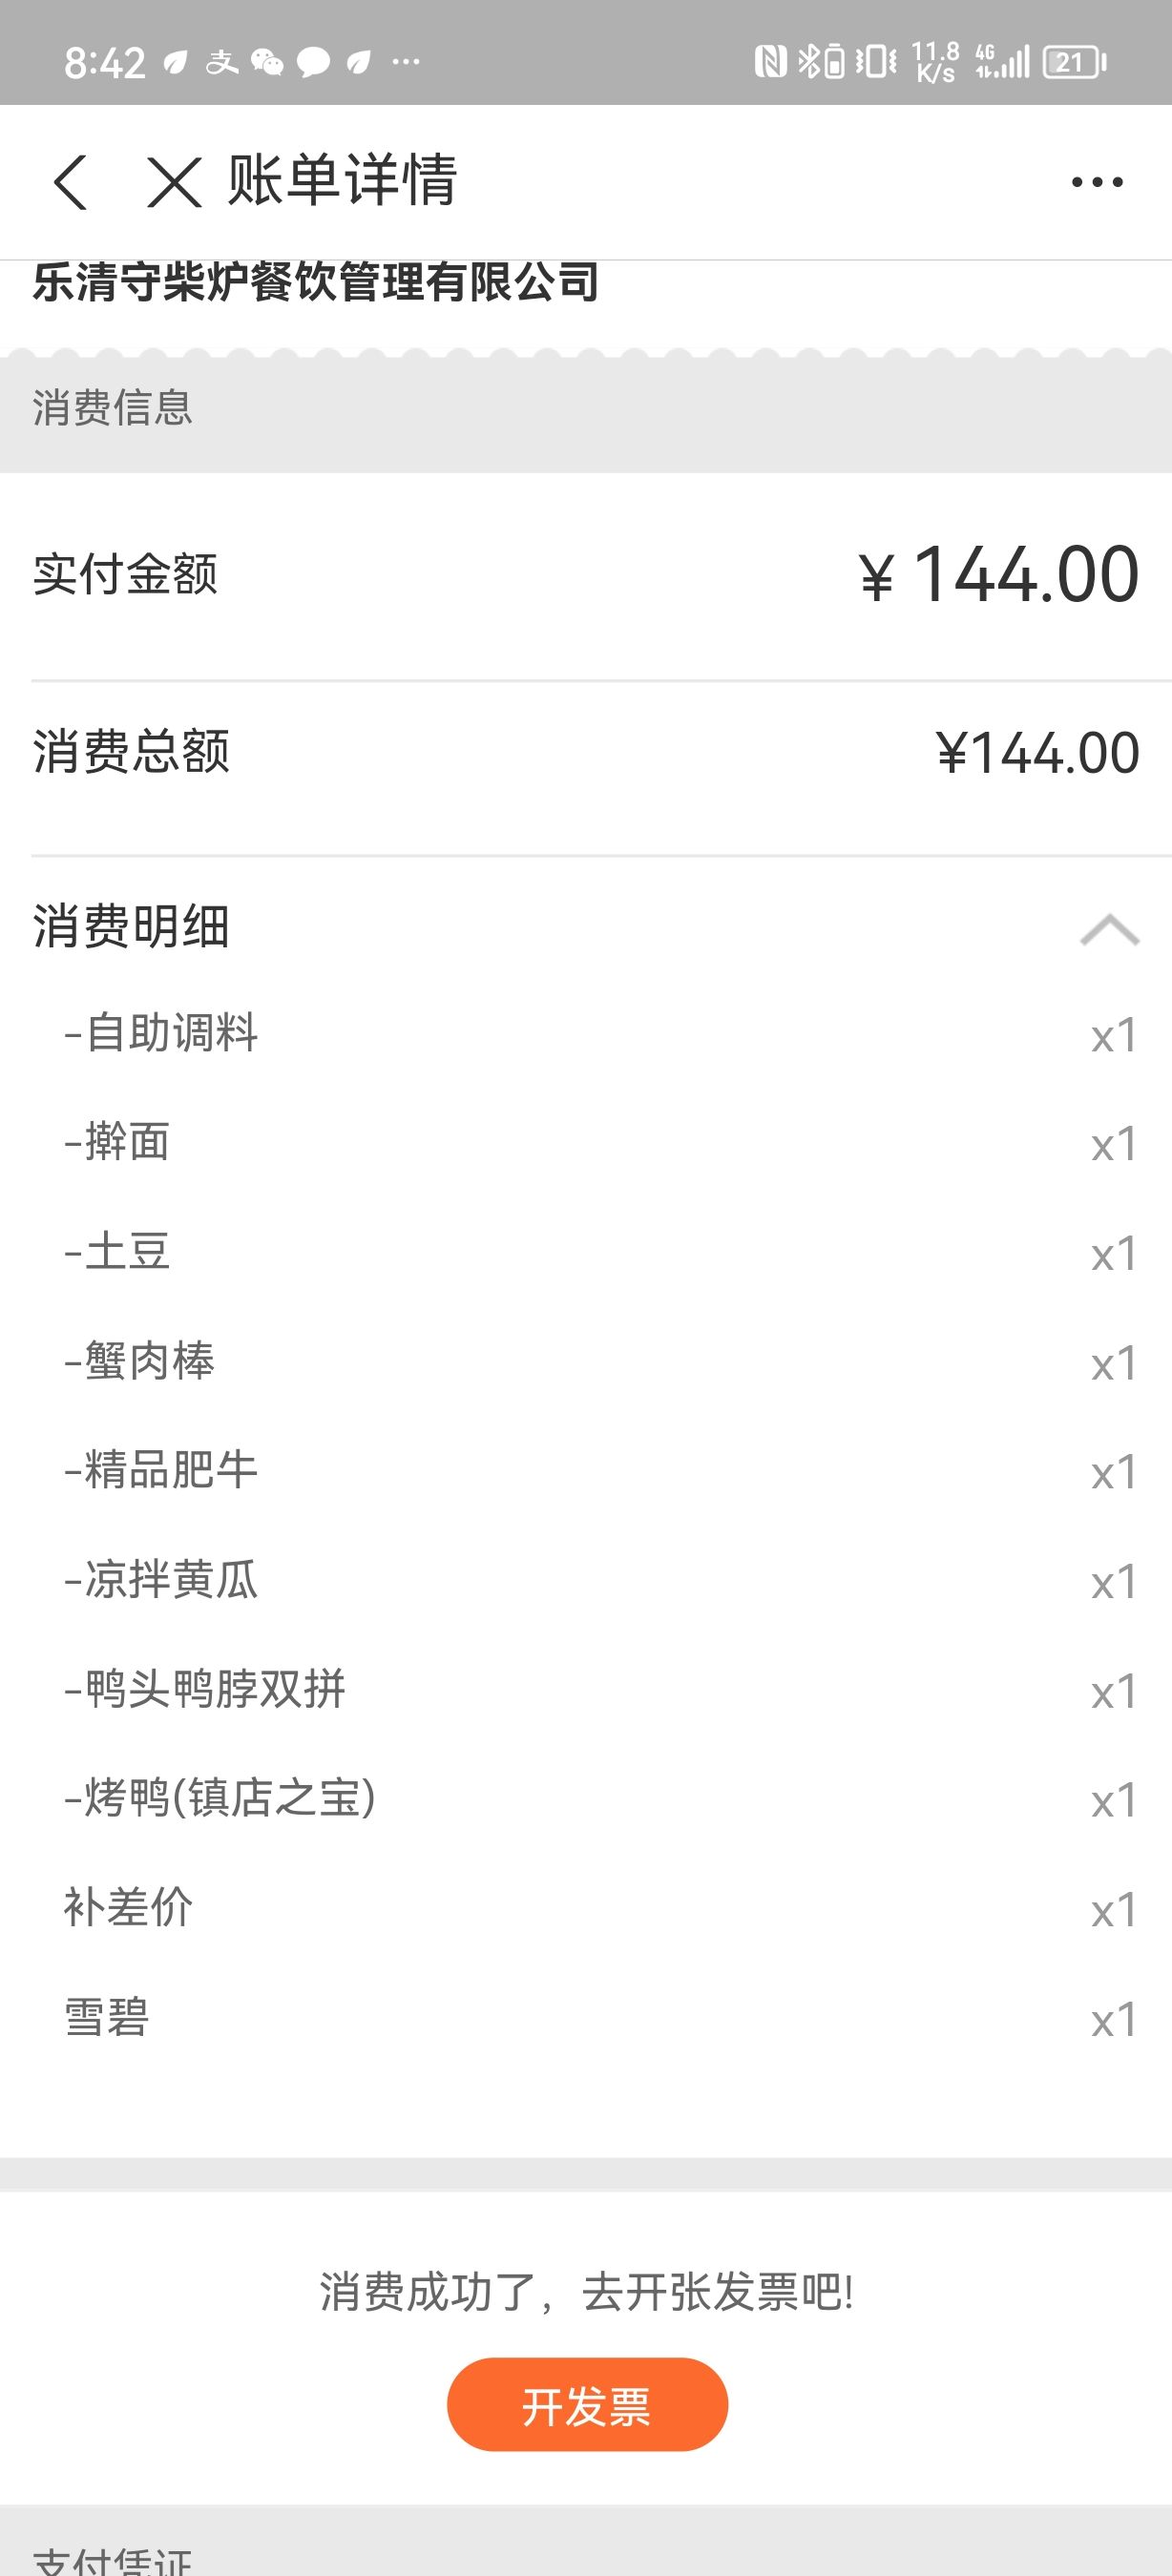 8:42 支 ··· 11.8 K/s 4G 21
账单详情
乐清守柴炉餐饮管理有限公司
消费信息
实付金额 ¥ 144.00
消费总额 ¥144.00
消费明细
-自助调料 x1
-擀面 x1
-土豆 x1
-蟹肉棒 x1
-精品肥牛 x1
-凉拌黄瓜 x1
-鸭头鸭脖双拼 x1
-烤鸭(镇店之宝) x1
补差价 x1
雪碧 x1
消费成功了，去开张发票吧!
开发票
支付凭证